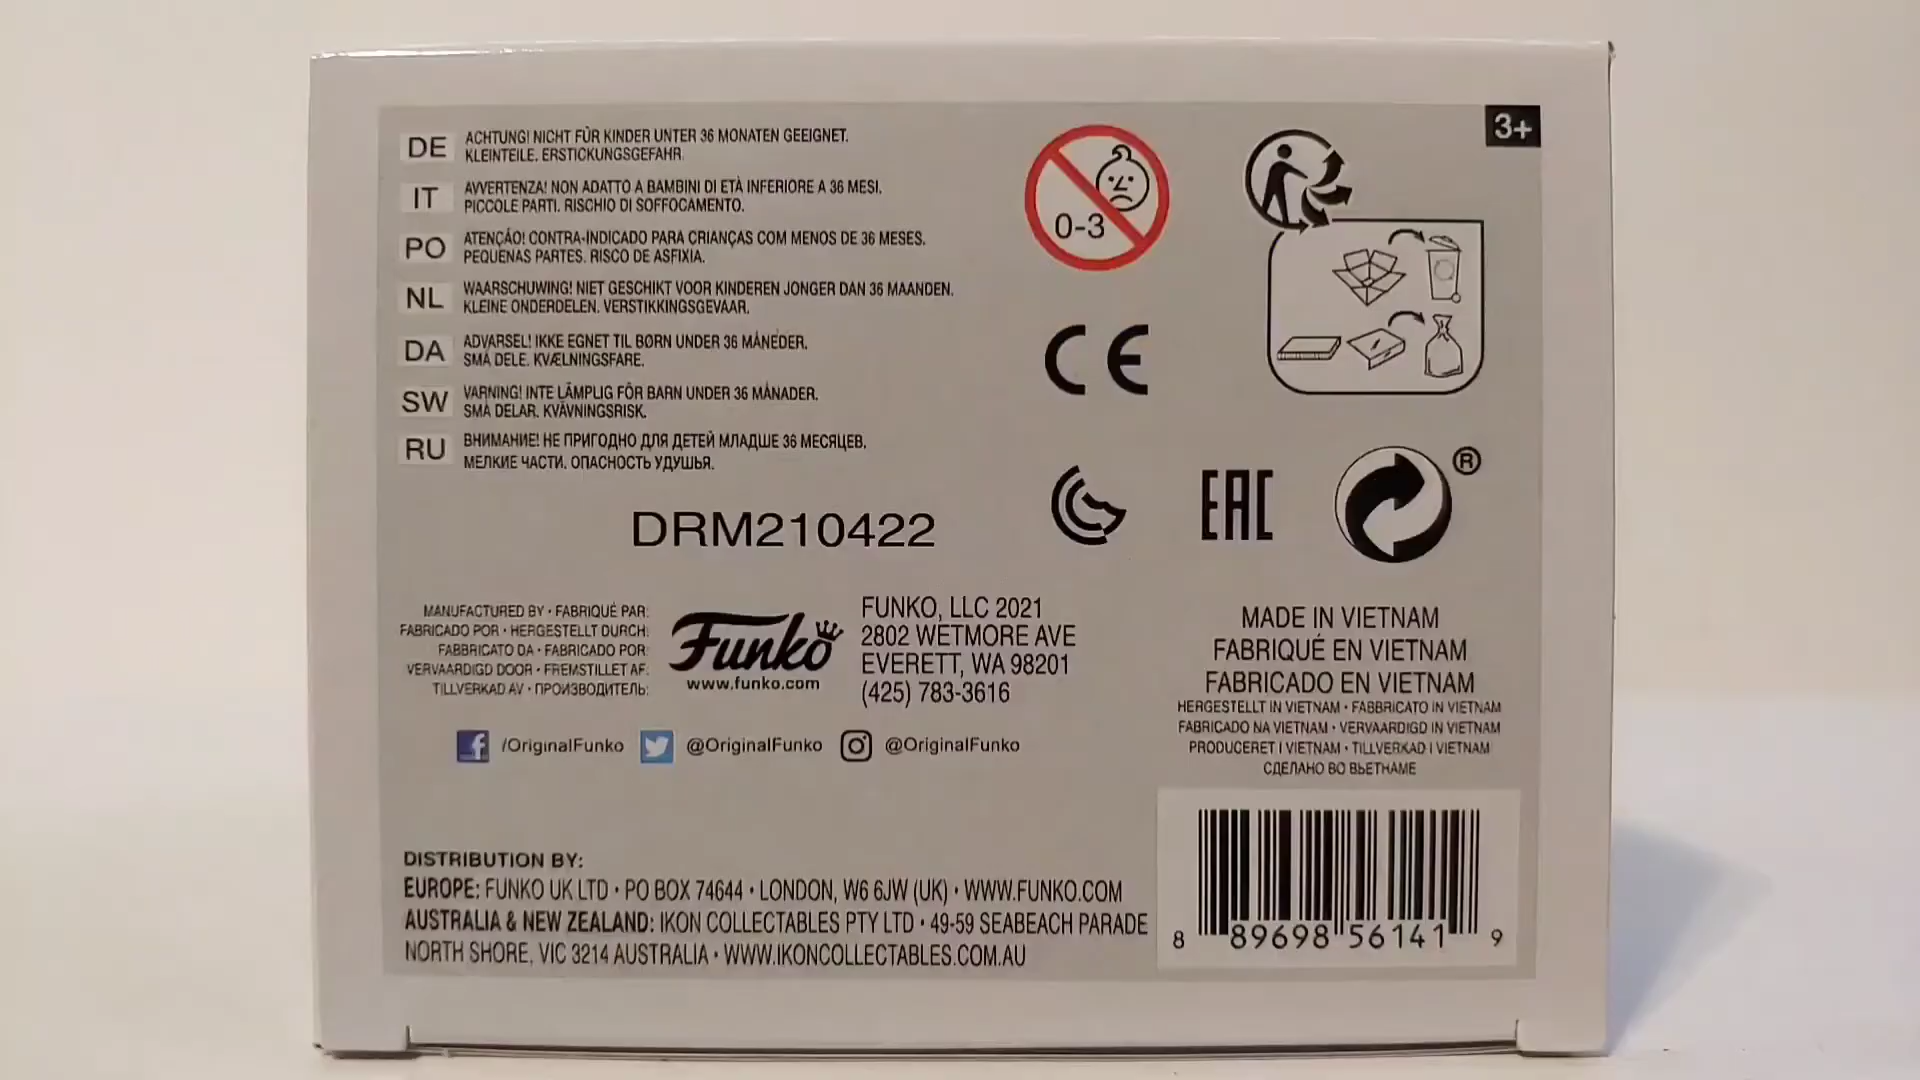 3+
DE
ACHTUNG! NICHT FÜR KINDER UNTER 36 MONATEN GEEIGNET.
KLEINTEILE. ERSTICKUNGSGEFAHR.
IT
AVVERTENZA! NON ADATTO A BAMBINI DI ETÀ INFERIORE A 36 MESI.
PICCOLE PARTI. RISCHIO DI SOFFOCAMENTO.
PO
ATENÇÃO! CONTRA-INDICADO PARA CRIANÇAS COM MENOS DE 36 MESES.
PEQUENAS PARTES. RISCO DE ASFIXIA.
NL
WAARSCHUWING! NIET GESCHIKT VOOR KINDEREN JONGER DAN 36 MAANDEN.
KLEINE ONDERDELEN. VERSTIKKINGSGEVAAR.
DA
ADVARSEL! IKKE EGNET TIL BØRN UNDER 36 MÅNEDER.
SMÅ DELE. KVÆLNINGSFARE.
SW
VARNING! INTE LÄMPLIG FÖR BARN UNDER 36 MÅNADER.
SMÅ DELAR. KVÄVNINGSRISK.
RU
ВНИМАНИЕ! НЕ ПРИГОДНО ДЛЯ ДЕТЕЙ МЛАДШЕ 36 МЕСЯЦЕВ.
МЕЛКИЕ ЧАСТИ. ОПАСНОСТЬ УДУШЬЯ.
0-3
CE
EAC
®
DRM210422
MANUFACTURED BY • FABRIQUÉ PAR:
FABRICADO POR • HERGESTELLT DURCH:
FABBRICATO DA • FABRICADO POR:
VERVAARDIGD DOOR • FREMSTILLET AF:
TILLVERKAD AV • ПРОИЗВОДИТЕЛЬ:
Funko
www.funko.com
FUNKO, LLC 2021
2802 WETMORE AVE
EVERETT, WA 98201
(425) 783-3616
MADE IN VIETNAM
FABRIQUÉ EN VIETNAM
FABRICADO EN VIETNAM
HERGESTELLT IN VIETNAM • FABBRICATO IN VIETNAM
FABRICADO NA VIETNAM • VERVAARDIGD IN VIETNAM
PRODUCERET I VIETNAM • TILLVERKAD I VIETNAM
СДЕЛАНО ВО ВЬЕТНАМЕ
/OriginalFunko @OriginalFunko @OriginalFunko
DISTRIBUTION BY:
EUROPE: FUNKO UK LTD • PO BOX 74644 • LONDON, W6 6JW (UK) • WWW.FUNKO.COM
AUSTRALIA & NEW ZEALAND: IKON COLLECTABLES PTY LTD • 49-59 SEABEACH PARADE
NORTH SHORE, VIC 3214 AUSTRALIA • WWW.IKONCOLLECTABLES.COM.AU
8 89698 56141 9